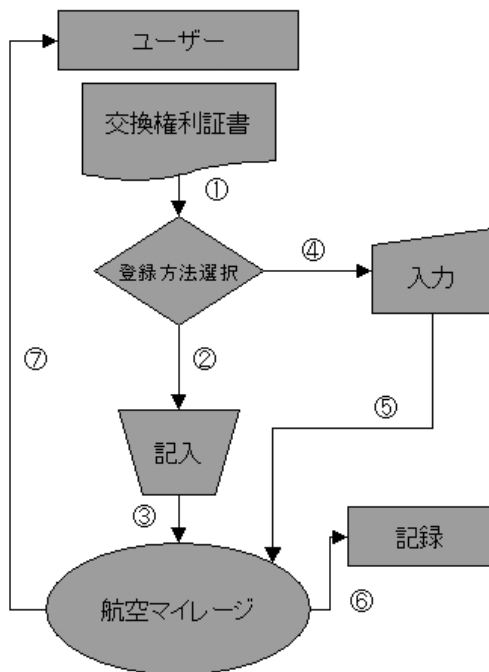 ユーザー
交換権利証書
①
登録方法選択
④
入力
②
⑦
⑤
記入
③
記録
航空マイレージ
⑥